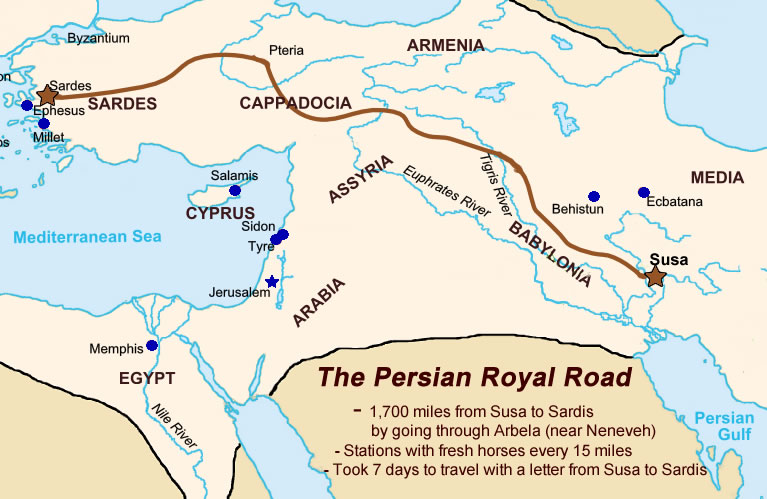 Byzantium
Pteria
ARMENIA
on
Sardes
SARDES
CAPPADOCIA
Ephesus
Millet
os
Salamis
CYPRUS
ASSYRIA
Euphrates River
Tigris River
MEDIA
Behistun
Ecbatana
Mediterranean Sea
Sidon
Tyre
BABYLONIA
Susa
Jerusalem
ARABIA
Memphis
EGYPT
Nile River
The Persian Royal Road
- 1,700 miles from Susa to Sardis
by going through Arbela (near Neneveh)
- Stations with fresh horses every 15 miles
- Took 7 days to travel with a letter from Susa to Sardis
Persian
Gulf